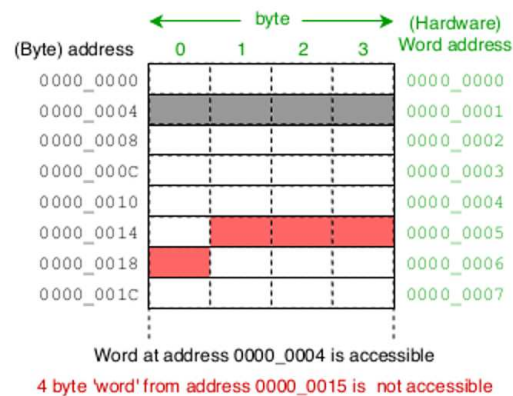 byte
(Hardware)
(Byte) address 0 1 2 3 Word address
0000_0000 0000_0000
0000_0004 0000_0001
0000_0008 0000_0002
0000_000C 0000_0003
0000_0010 0000_0004
0000_0014 0000_0005
0000_0018 0000_0006
0000_001C 0000_0007
Word at address 0000_0004 is accessible
4 byte 'word' from address 0000_0015 is not accessible